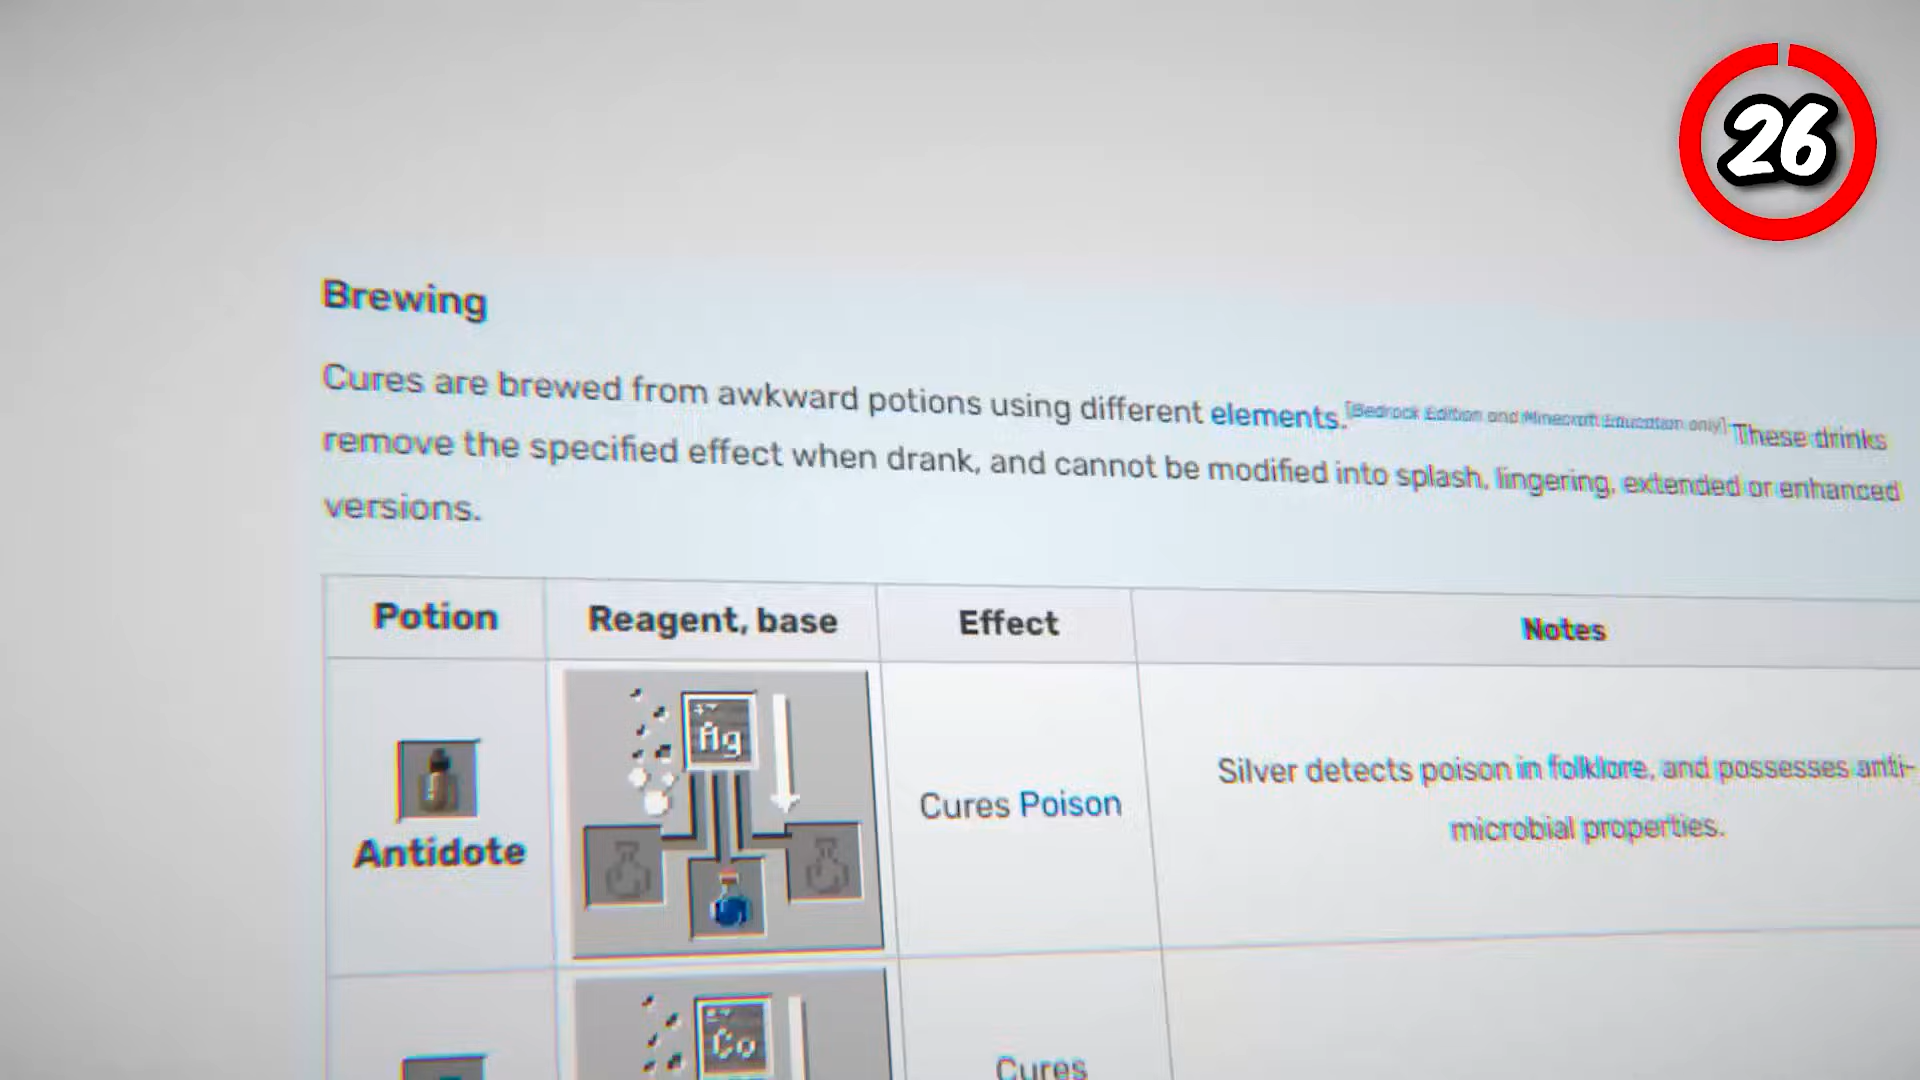 26
Brewing
Cures are brewed from awkward potions using different elements.[Bedrock Edition and Minecraft Education only] These drinks
remove the specified effect when drank, and cannot be modified into splash, lingering, extended or enhanced
versions.
Potion Reagent, base Effect Notes
Ag
Antidote
Cures Poison
Silver detects poison in folklore, and possesses anti-
microbial properties.
Co
Cures